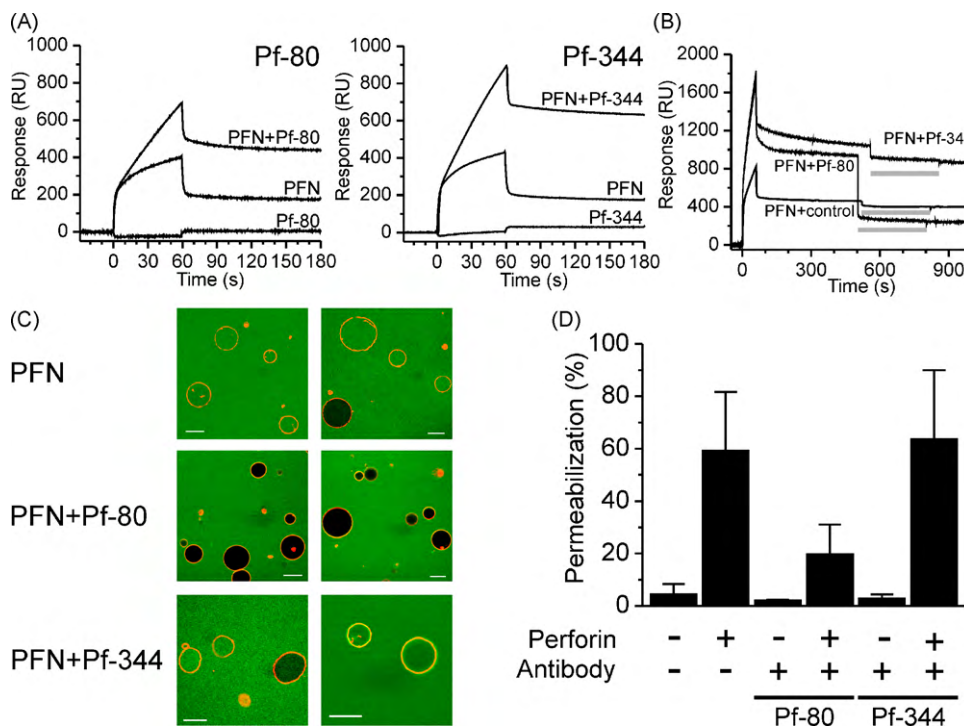 (A)
Pf-80
Response (RU)
1000
800
600
400
200
0
PFN+Pf-80
PFN
Pf-80
0 30 60 90 120 150 180
Time (s)
Pf-344
Response (RU)
1000
800
600
400
200
0
PFN+Pf-344
PFN
Pf-344
0 30 60 90 120 150 180
Time (s)
(B)
Response (RU)
2000
1600
1200
800
400
0
PFN+Pf-34
PFN+Pf-80
PFN+control
0 300 600 900
Time (s)
(C)
PFN
PFN+Pf-80
PFN+Pf-344
(D)
Permeabilization (%)
100
80
60
40
20
0
Perforin - + - + - +
Antibody - - + + + +
Pf-80 Pf-344